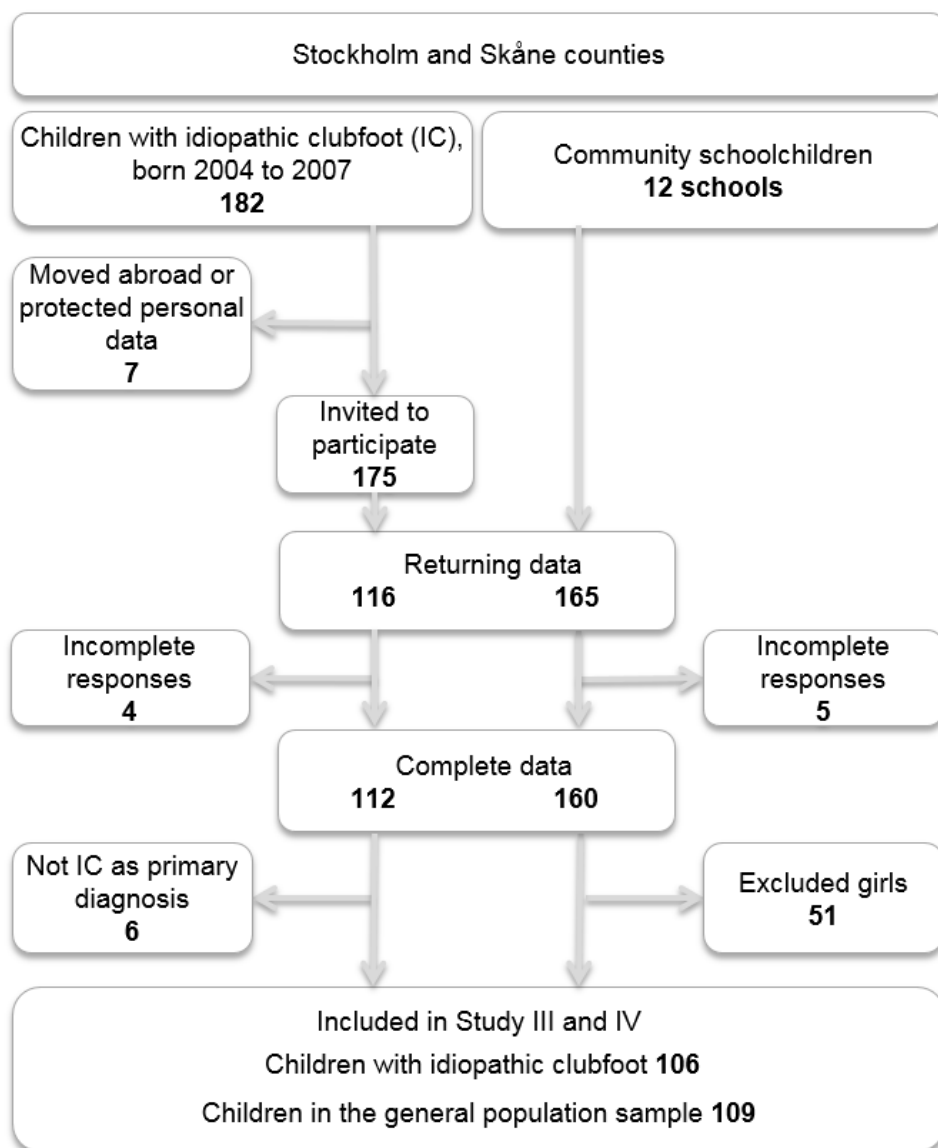 Stockholm and Skåne counties
Children with idiopathic clubfoot (IC),
born 2004 to 2007
182
Community schoolchildren
12 schools
Moved abroad or
protected personal
data
7
Invited to
participate
175
Returning data
116 165
Incomplete
responses
4
Incomplete
responses
5
Complete data
112 160
Not IC as primary
diagnosis
6
Excluded girls
51
Included in Study III and IV
Children with idiopathic clubfoot 106
Children in the general population sample 109